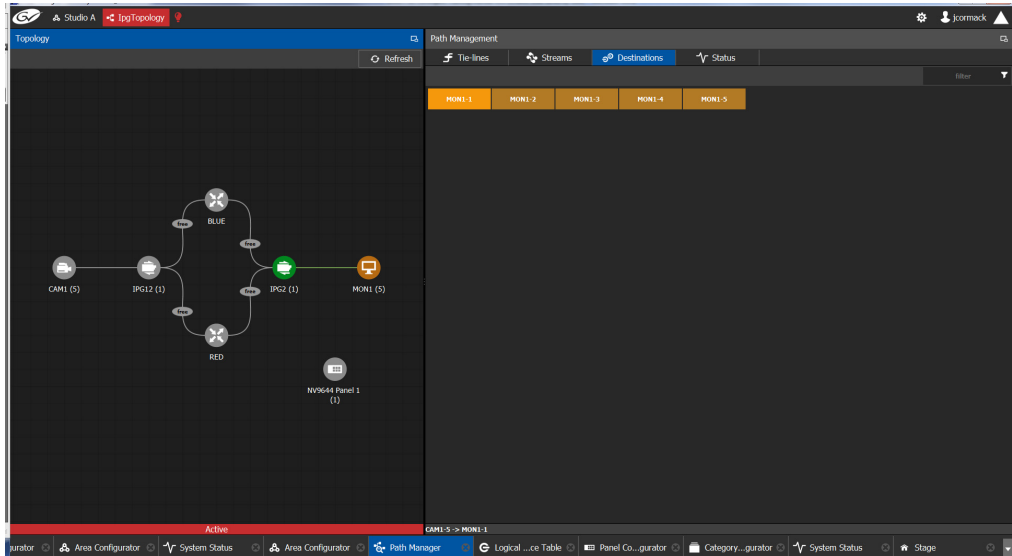 Studio A IpgTopology jcormack
Topology
Path Management
Refresh
Tie-lines Streams Destinations Status
filter
MON1-1 MON1-2 MON1-3 MON1-4 MON1-5
BLUE
free
free
CAM1 (5) IPG12 (1) IPG2 (1) MON1 (5)
free
free
RED
NV9644 Panel 1
(1)
Active
CAM1-5 -> MON1-1
gurator Area Configurator System Status Area Configurator Path Manager Logical ...ce Table Panel Co...gurator Category...gurator System Status Stage